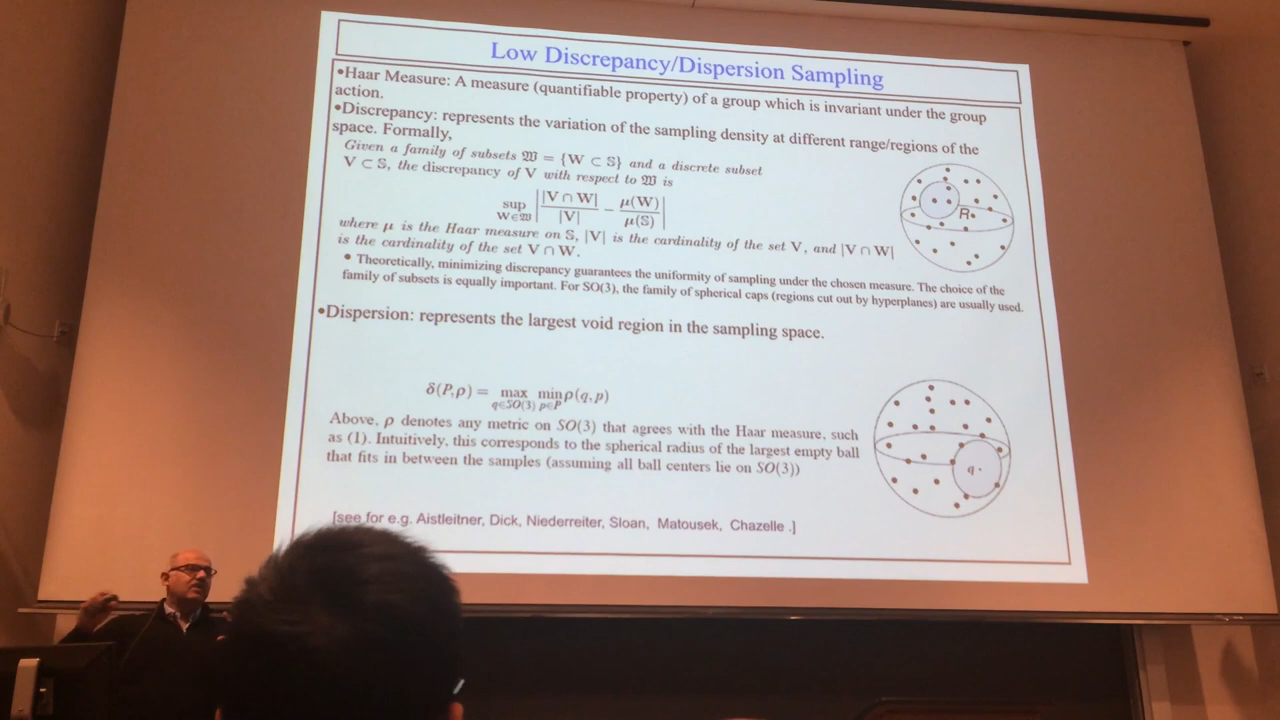 Low Discrepancy/Dispersion Sampling
•Haar Measure: A measure (quantifiable property) of a group which is invariant under the group
action.
•Discrepancy: represents the variation of the sampling density at different range/regions of the
space. Formally,
Given a family of subsets 𝔚 = {W ⊂ S} and a discrete subset
V ⊂ S, the discrepancy of V with respect to 𝔚 is
sup W∈𝔚 | |V ∩ W| / |V| − μ(W) / μ(S) |
where μ is the Haar measure on S, |V| is the cardinality of the set V, and |V ∩ W|
is the cardinality of the set V ∩ W.
• Theoretically, minimizing discrepancy guarantees the uniformity of sampling under the chosen measure. The choice of the
family of subsets is equally important. For SO(3), the family of spherical caps (regions cut out by hyperplanes) are usually used.
R
•Dispersion: represents the largest void region in the sampling space.
δ(P,ρ) = max q∈SO(3) min p∈P ρ(q, p)
Above, ρ denotes any metric on SO(3) that agrees with the Haar measure, such
as (1). Intuitively, this corresponds to the spherical radius of the largest empty ball
that fits in between the samples (assuming all ball centers lie on SO(3))
q
[see for e.g. Aistleitner, Dick, Niederreiter, Sloan, Matousek, Chazelle .]